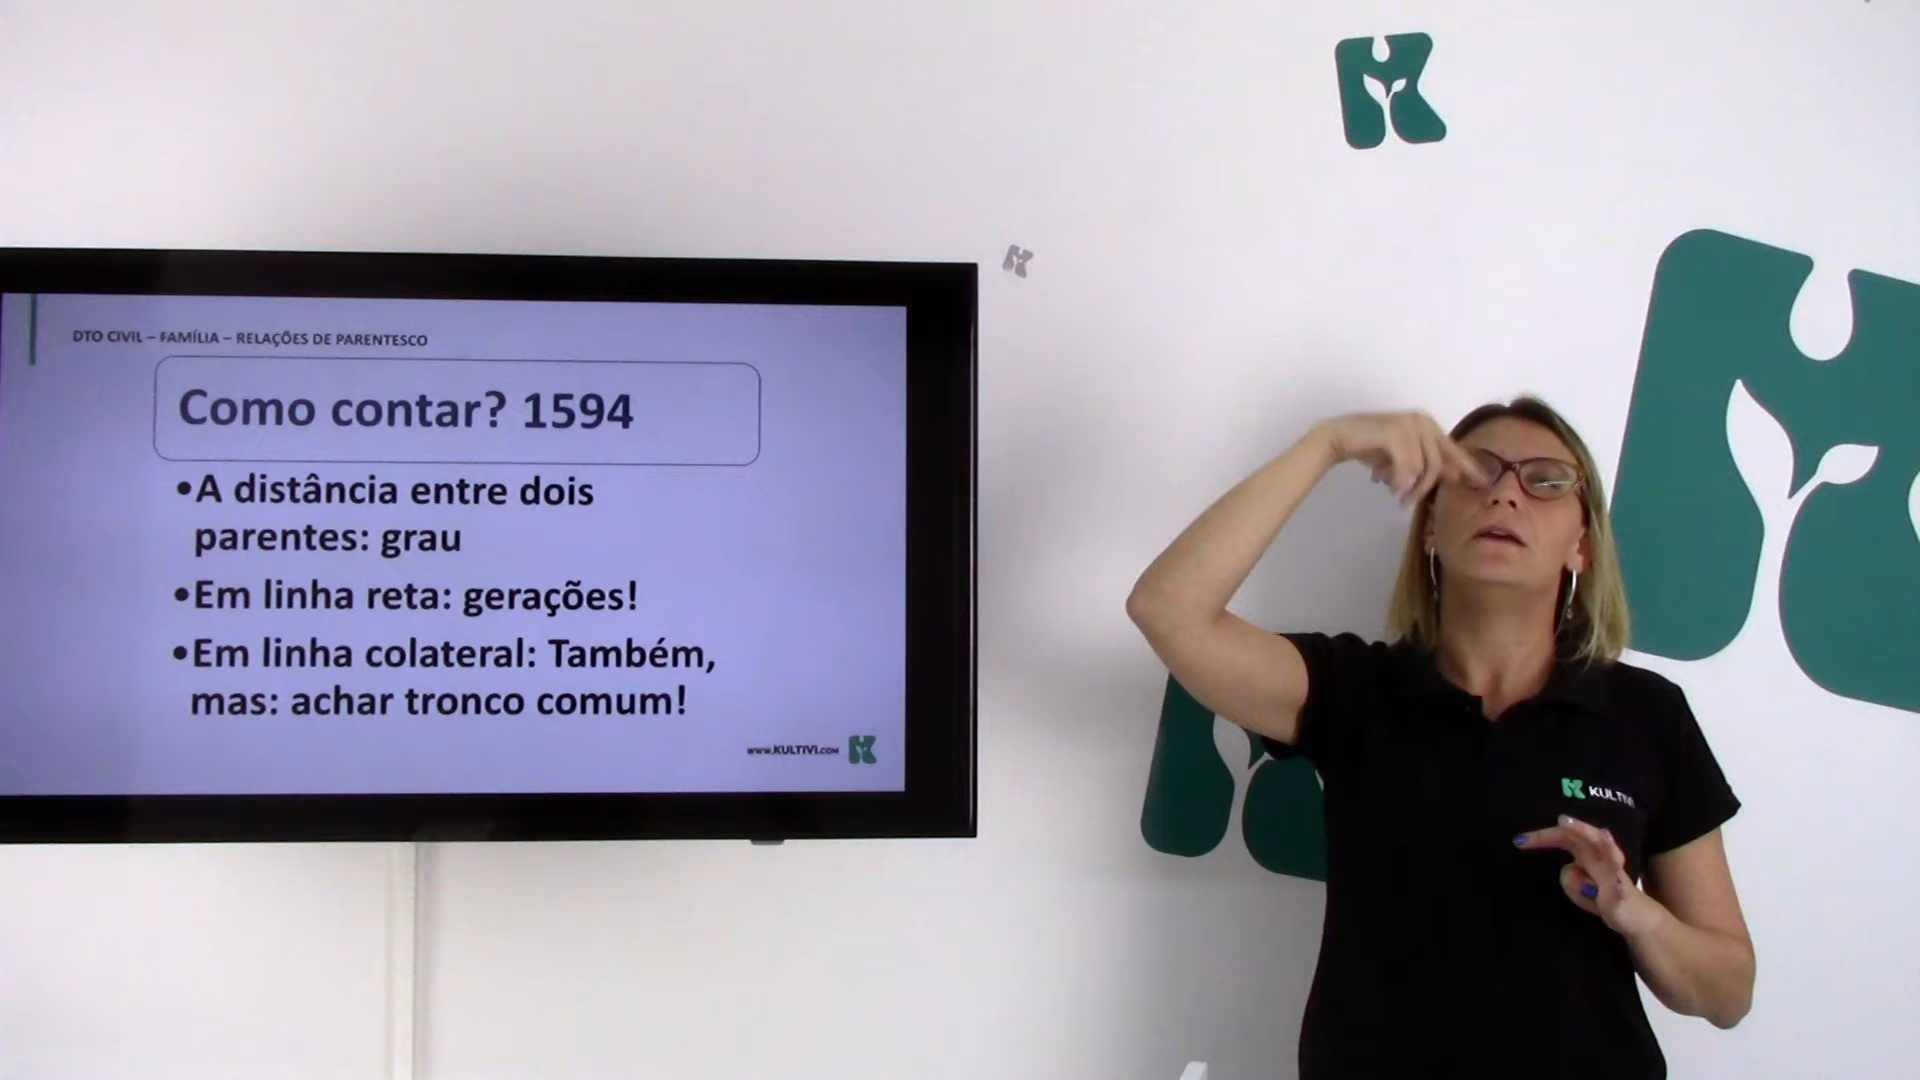 DTO CIVIL – FAMÍLIA – RELAÇÕES DE PARENTESCO
Como contar? 1594
•A distância entre dois
parentes: grau
•Em linha reta: gerações!
•Em linha colateral: Também,
mas: achar tronco comum!
www.KULTIVI.COM
KULTIVI